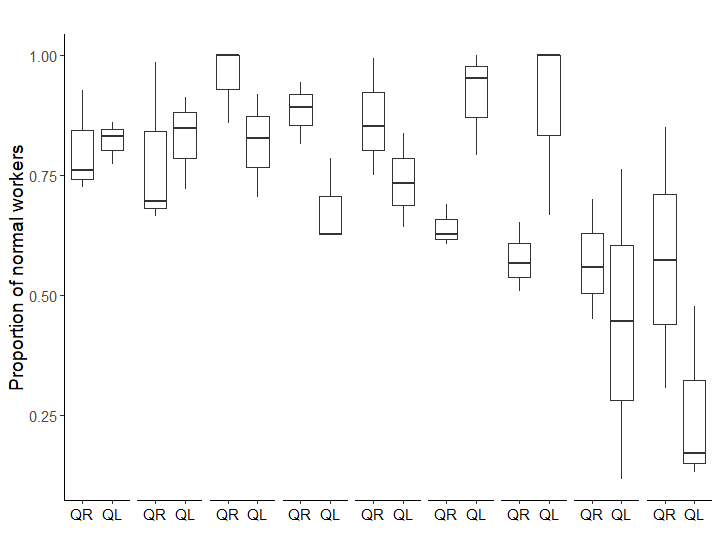 Proportion of normal workers
1.00
0.75
0.50
0.25
QR QL QR QL QR QL QR QL QR QL QR QL QR QL QR QL QR QL